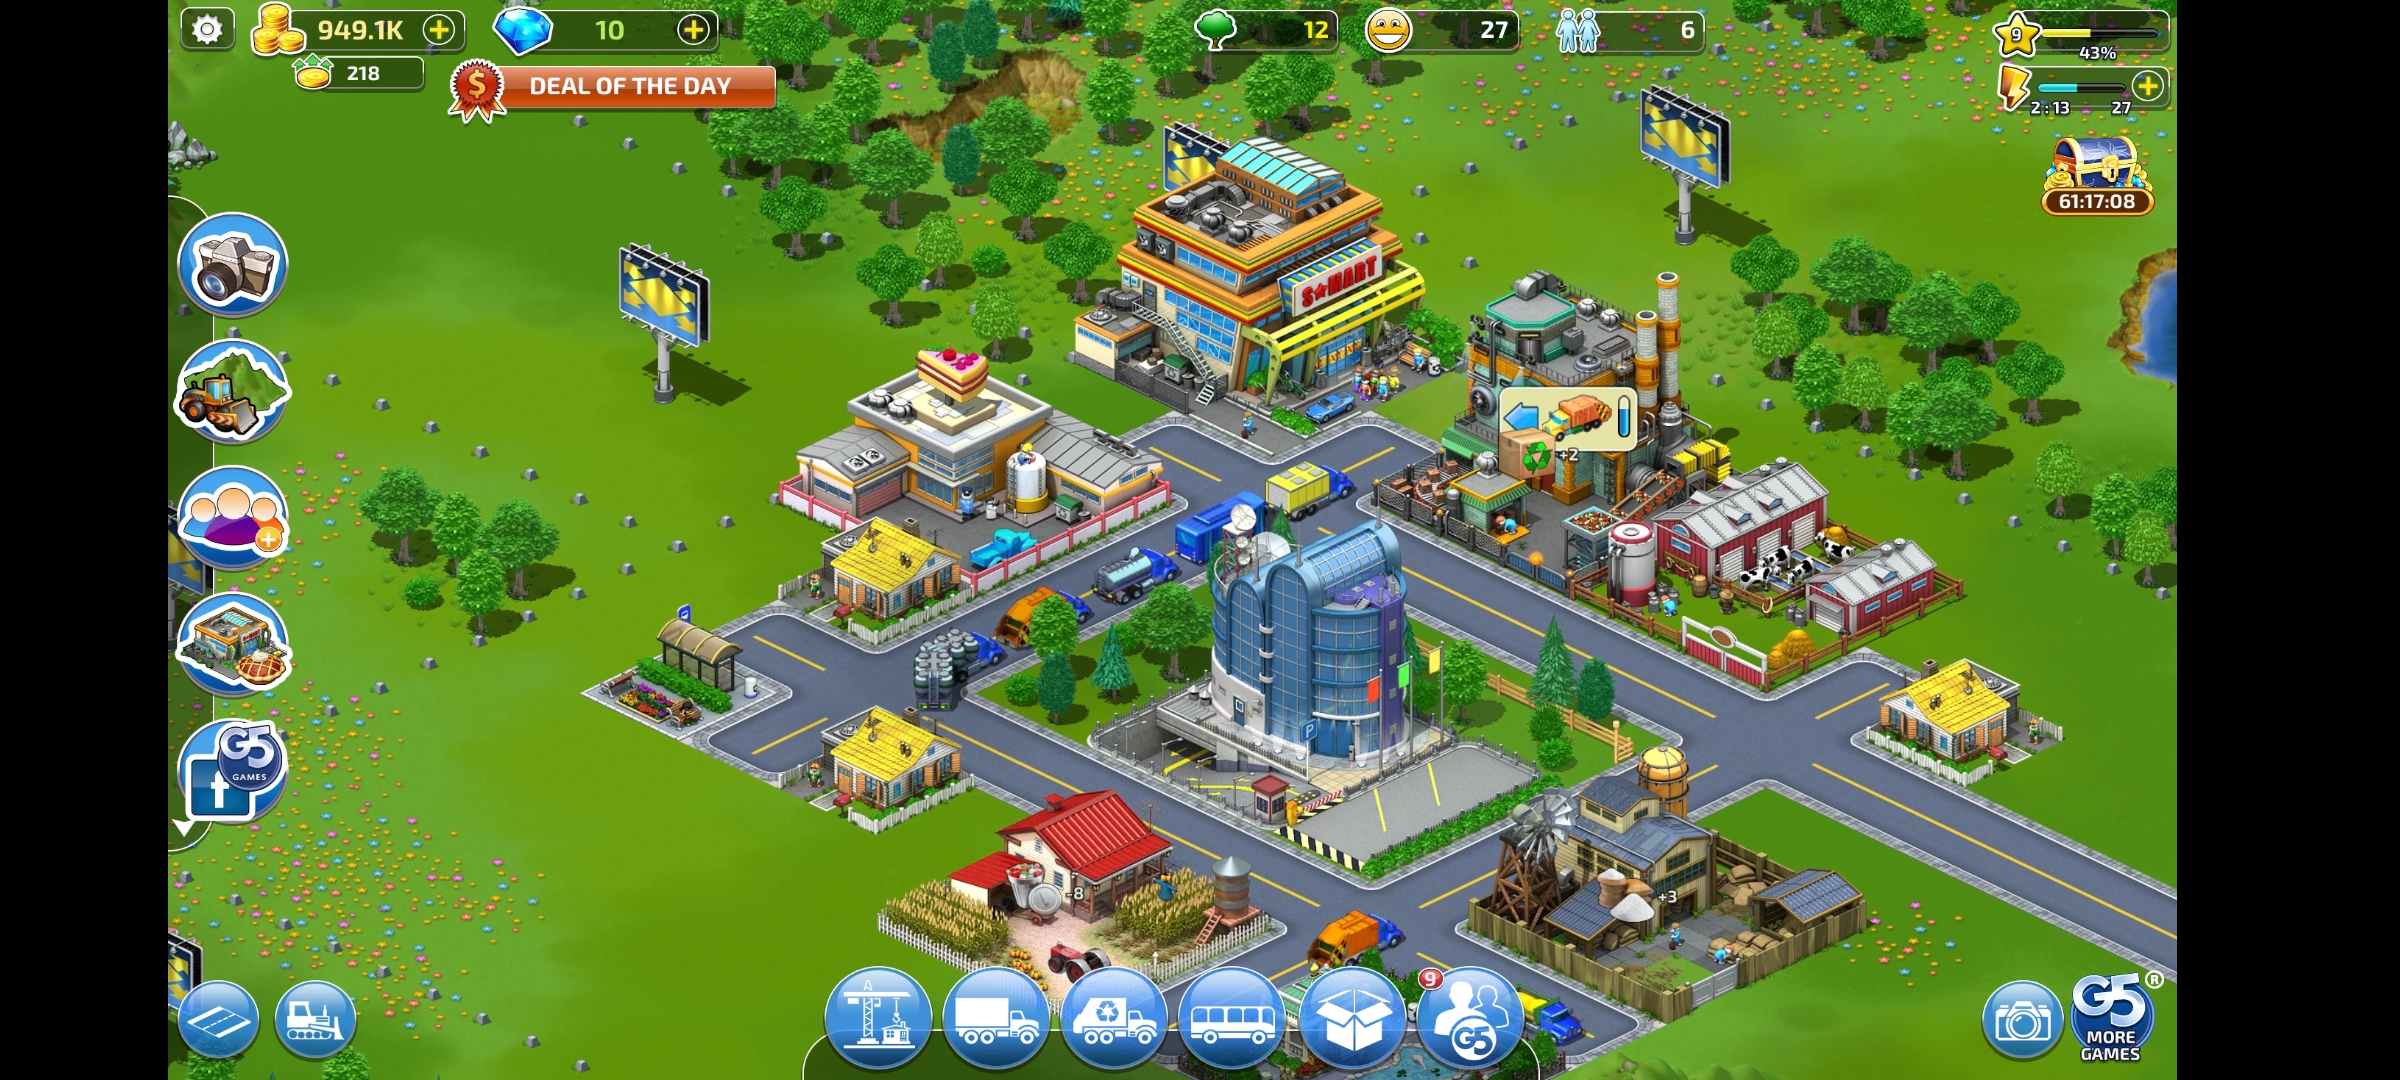 949.1K
10
12
27
6
9
43%
218
DEAL OF THE DAY
2:13
27
61:17:08
S★MART
+2
P
G5
GAMES
f
-8
+3
9
G5
G5
®
MORE
GAMES